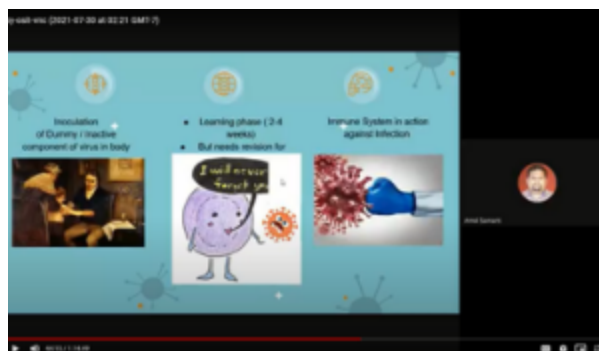 (2021-07-30 at 02:21 GMT-7)
Inoculation
of Dummy / Inactive
component of virus in body
● Learning phase ( 2-4
weeks)
● But needs revision for
I will never
forget you
Immune System in action
against Infection